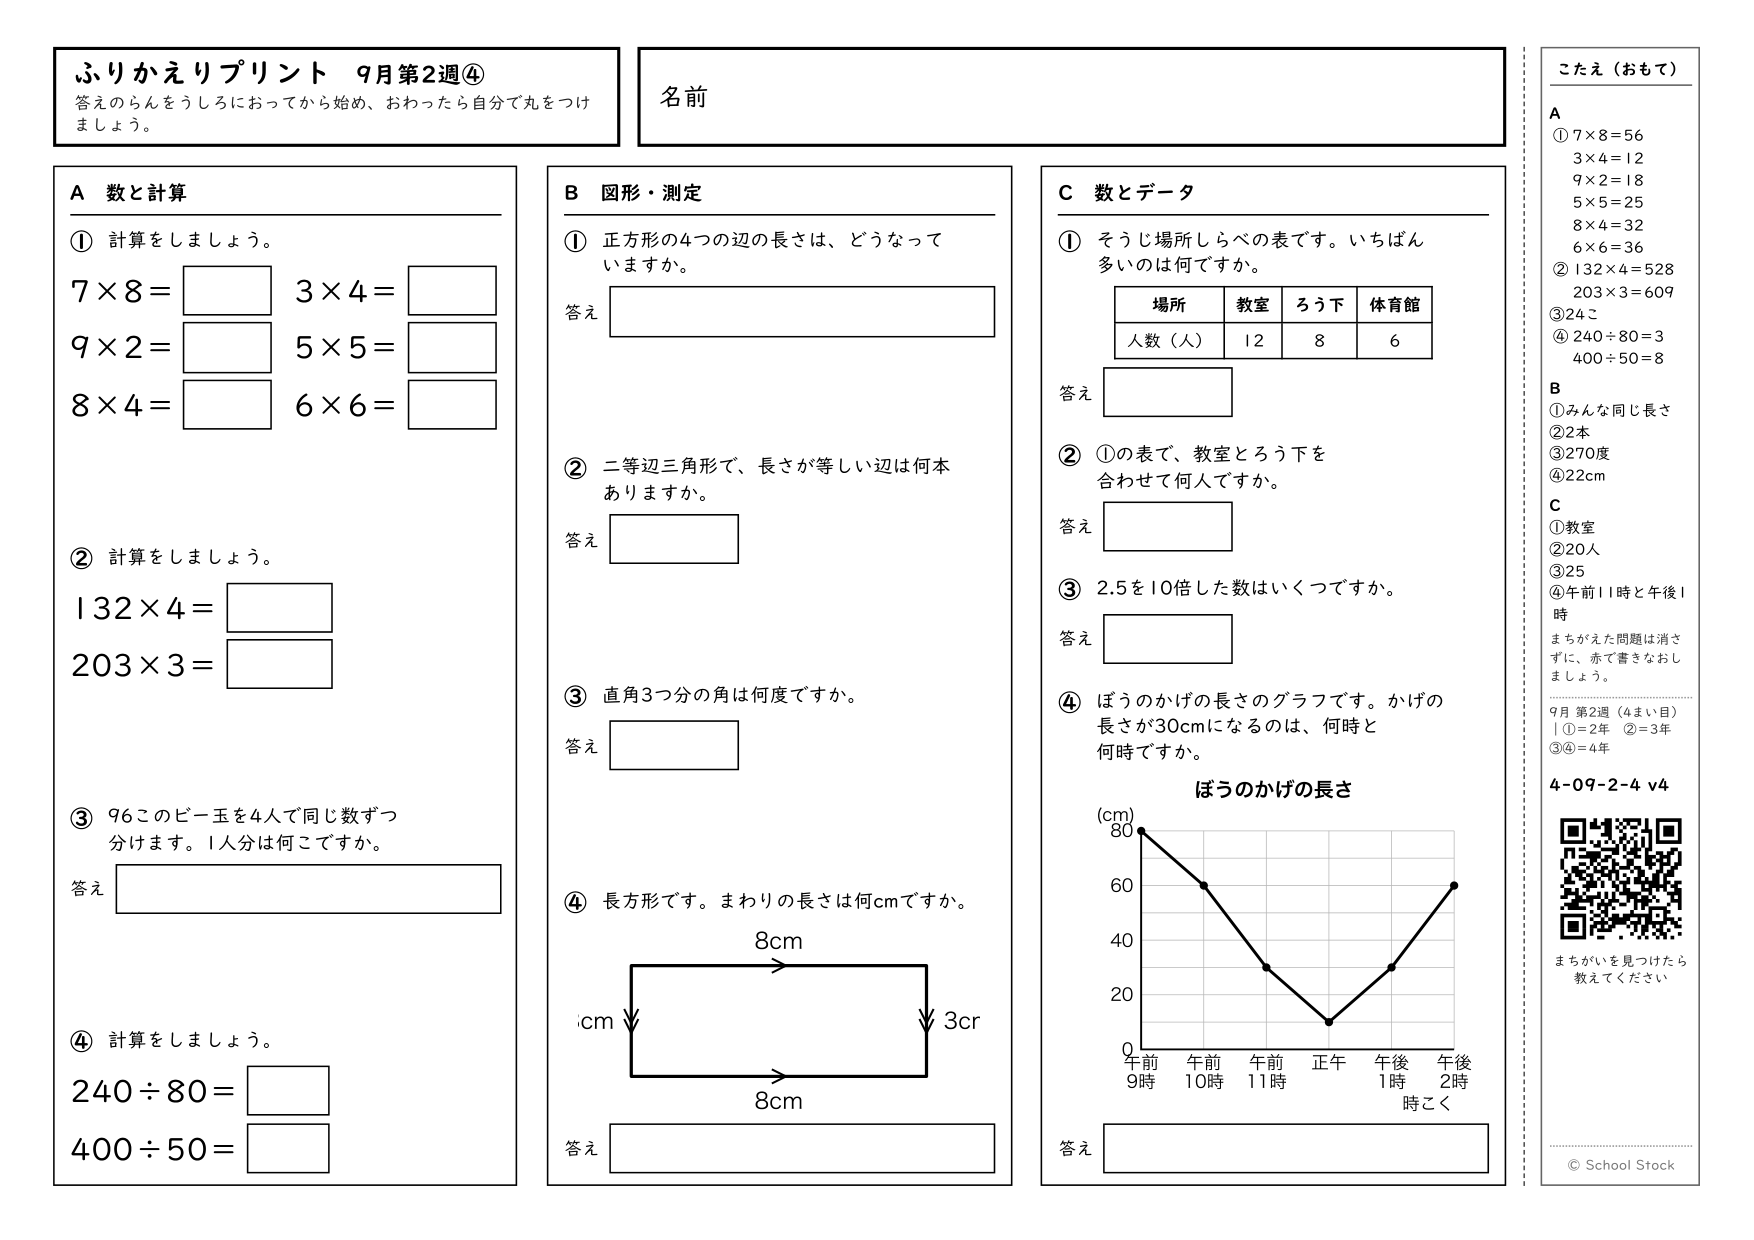 ふりかえりプリント　9月第2週④
答えのらんをうしろにおってから始め、おわったら自分で丸をつけ
ましょう。
名前
A　数と計算
① 計算をしましょう。
7×8＝　3×4＝
9×2＝　5×5＝
8×4＝　6×6＝
② 計算をしましょう。
132×4＝
203×3＝
③ 96このビー玉を4人で同じ数ずつ
分けます。1人分は何こですか。
答え
④ 計算をしましょう。
240÷80＝
400÷50＝
B　図形・測定
① 正方形の4つの辺の長さは、どうなって
いますか。
答え
② 二等辺三角形で、長さが等しい辺は何本
ありますか。
答え
③ 直角3つ分の角は何度ですか。
答え
④ 長方形です。まわりの長さは何cmですか。
8cm
cm　3cr
8cm
答え
C　数とデータ
① そうじ場所しらべの表です。いちばん
多いのは何ですか。
場所　教室　ろう下　体育館
人数（人）　12　8　6
答え
② ①の表で、教室とろう下を
合わせて何人ですか。
答え
③ 2.5を10倍した数はいくつですか。
答え
④ ぼうのかげの長さのグラフです。かげの
長さが30cmになるのは、何時と
何時ですか。
ぼうのかげの長さ
(cm)
80
60
40
20
0
午前　午前　午前　正午　午後　午後
9時　10時　11時　1時　2時
時こく
答え
こたえ（おもて）
A
① 7×8＝56
3×4＝12
9×2＝18
5×5＝25
8×4＝32
6×6＝36
② 132×4＝528
203×3＝609
③24こ
④ 240÷80＝3
400÷50＝8
B
①みんな同じ長さ
②2本
③270度
④22cm
C
①教室
②20人
③25
④午前11時と午後1
時
まちがえた問題は消さ
ずに、赤で書きなおし
ましょう。
9月 第2週（4まい目）
｜①＝2年　②＝3年
③④＝4年
4-09-2-4 v4
まちがいを見つけたら
教えてください
© School Stock